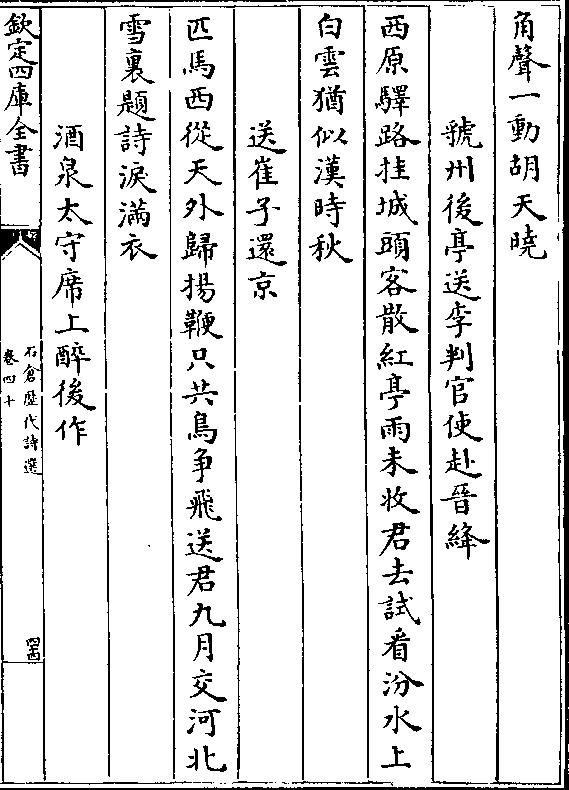 角聲一動胡天曉
虢州後亭送李判官使赴晉絳
西原驛路挂城頭客散紅亭雨未收君去試看汾水上
白雲猶似漢時秋
送崔子還京
匹馬西從天外歸揚鞭只共鳥争飛送君九月交河北
雪裏題詩淚滿衣
酒泉太守席上醉後作
欽定四庫全書
石倉歴代詩選
卷四十
四十四